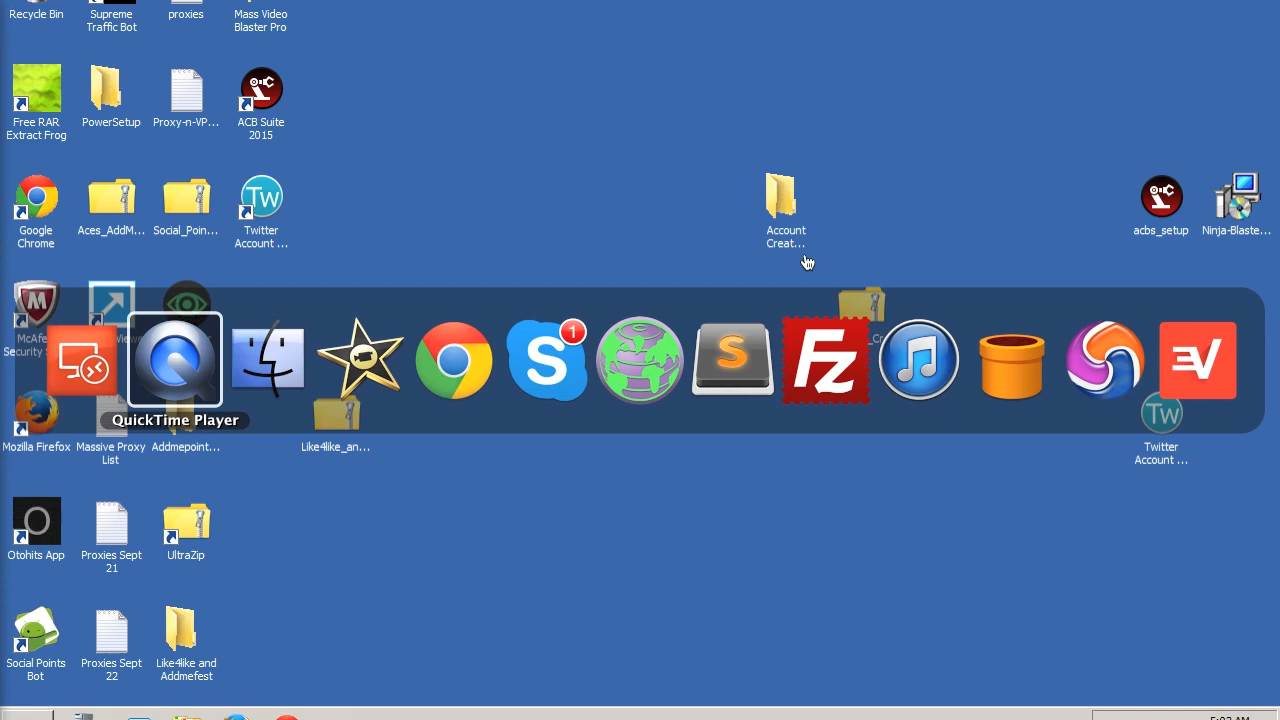 Recycle Bin
Supreme
Traffic Bot
proxies
Mass Video
Blaster Pro
Free RAR
Extract Frog
PowerSetup
Proxy-n-VP...
ACB Suite
2015
Google
Chrome
Aces_AddM...
Social_Poin...
Twitter
Account ...
Account
Creat...
acbs_setup
Ninja-Blaste...
1
QuickTime Player
Mozilla Firefox
Massive Proxy
List
Addmepoint...
Like4like_an...
Twitter
Account ...
Otohits App
Proxies Sept
21
UltraZip
Social Points
Bot
Proxies Sept
22
Like4like and
Addmefest